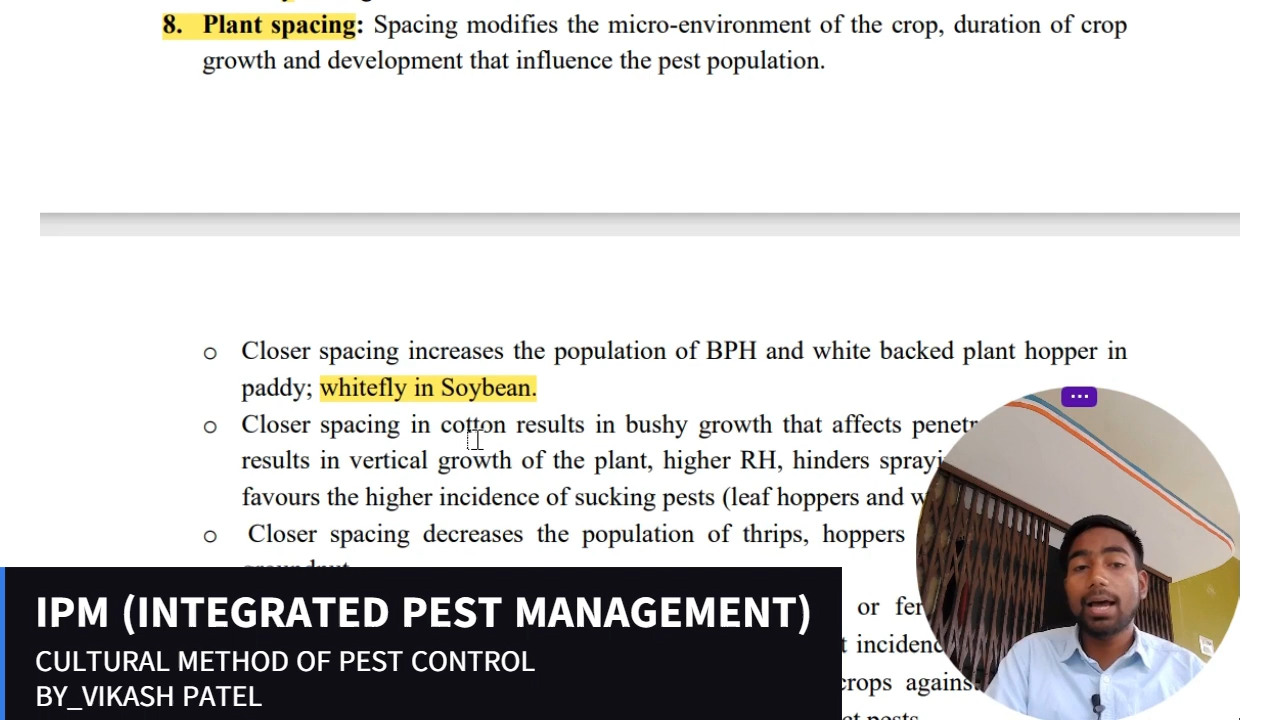 8. Plant spacing: Spacing modifies the micro-environment of the crop, duration of crop
growth and development that influence the pest population.
o Closer spacing increases the population of BPH and white backed plant hopper in
paddy; whitefly in Soybean.
o Closer spacing in cotton results in bushy growth that affects
results in vertical growth of the plant, higher RH, hinders
favours the higher incidence of sucking pests (leaf hoppers and
o Closer spacing decreases the population of thrips, hoppers
groundnut
or
crops
pests
IPM (INTEGRATED PEST MANAGEMENT)
CULTURAL METHOD OF PEST CONTROL
BY_VIKASH PATEL